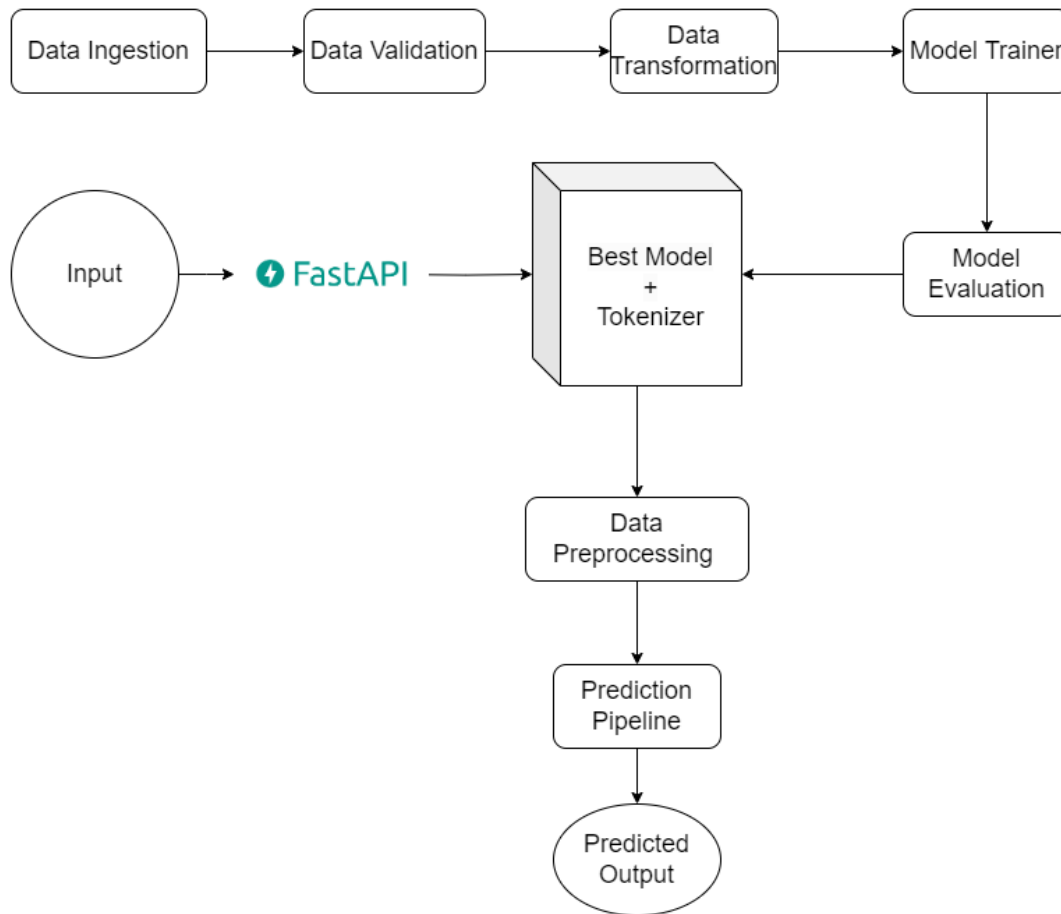 Data Ingestion
Data Validation
Data
Transformation
Model Trainer
Input
FastAPI
Best Model
+
Tokenizer
Model
Evaluation
Data
Preprocessing
Prediction
Pipeline
Predicted
Output